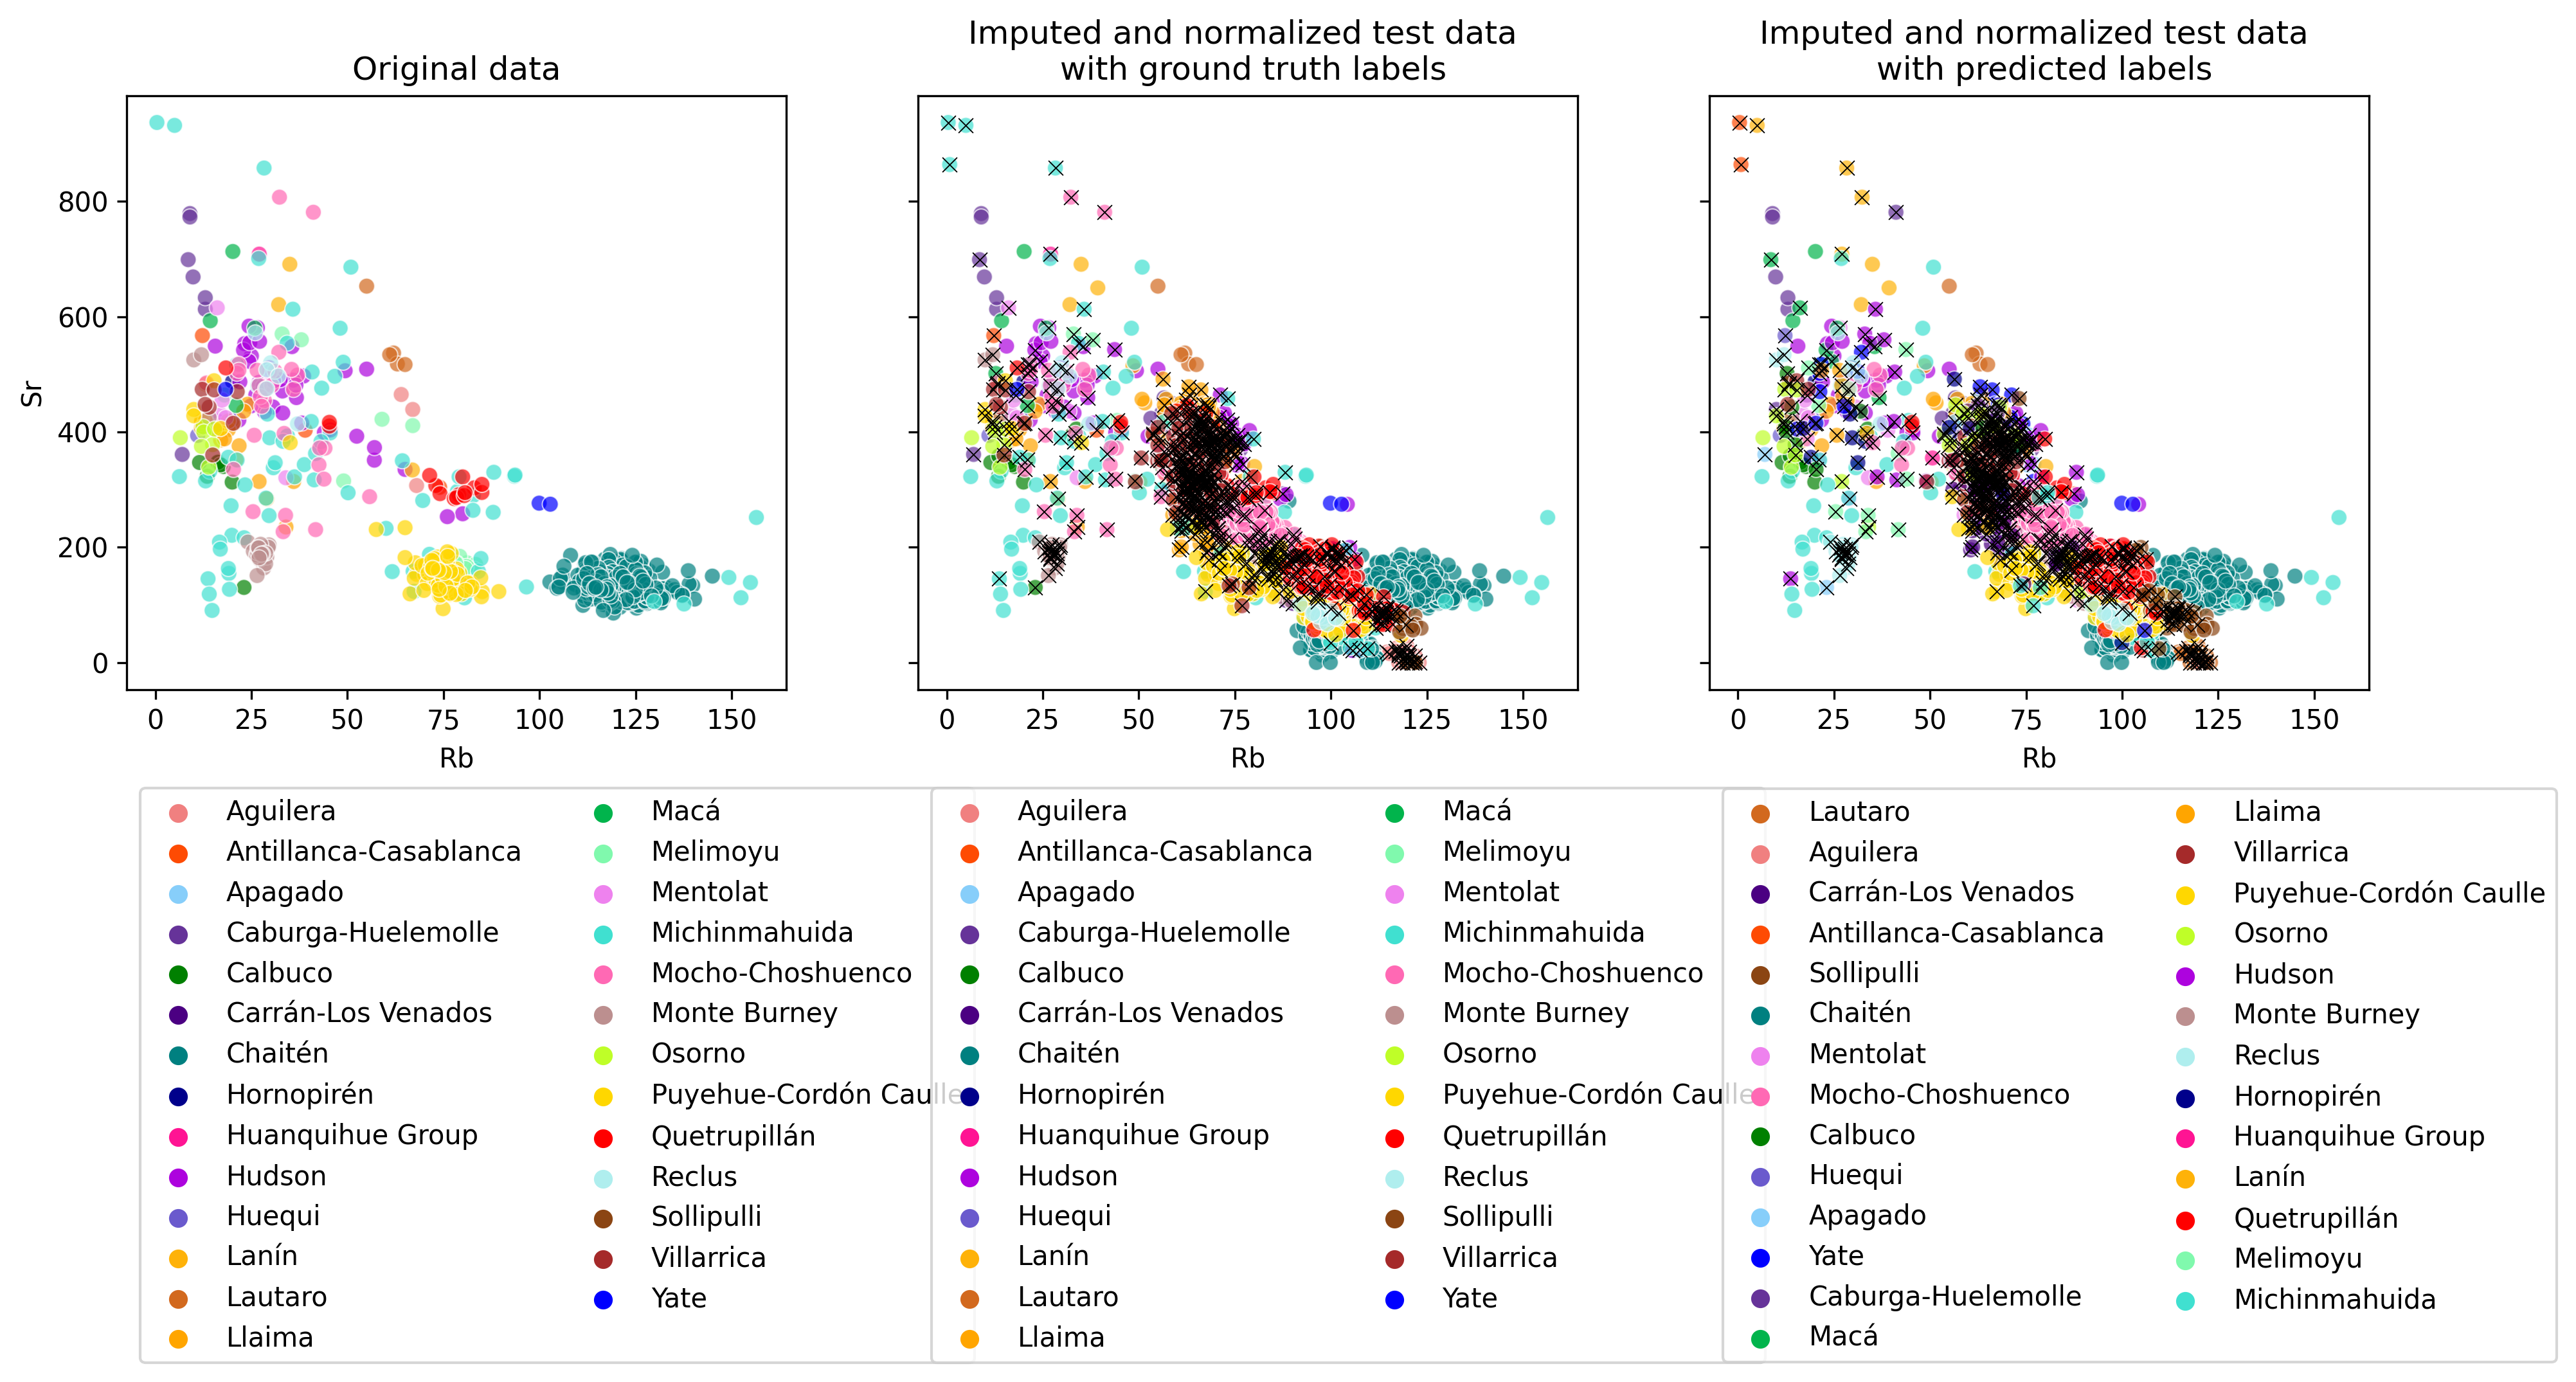 Original data
Sr
800
600
400
200
0
0 25 50 75 100 125 150
Rb
Imputed and normalized test data
with ground truth labels
0 25 50 75 100 125 150
Rb
Imputed and normalized test data
with predicted labels
0 25 50 75 100 125 150
Rb
Aguilera
Antillanca-Casablanca
Apagado
Caburga-Huelemolle
Calbuco
Carrán-Los Venados
Chaitén
Hornopirén
Huanquihue Group
Hudson
Huequi
Lanín
Lautaro
Llaima
Macá
Melimoyu
Mentolat
Michinmahuida
Mocho-Choshuenco
Monte Burney
Osorno
Puyehue-Cordón Caulle
Quetrupillán
Reclus
Sollipulli
Villarrica
Yate
Aguilera
Antillanca-Casablanca
Apagado
Caburga-Huelemolle
Calbuco
Carrán-Los Venados
Chaitén
Hornopirén
Huanquihue Group
Hudson
Huequi
Lanín
Lautaro
Llaima
Macá
Melimoyu
Mentolat
Michinmahuida
Mocho-Choshuenco
Monte Burney
Osorno
Puyehue-Cordón Caulle
Quetrupillán
Reclus
Sollipulli
Villarrica
Yate
Lautaro
Aguilera
Carrán-Los Venados
Antillanca-Casablanca
Sollipulli
Chaitén
Mentolat
Mocho-Choshuenco
Calbuco
Huequi
Apagado
Yate
Caburga-Huelemolle
Macá
Llaima
Villarrica
Puyehue-Cordón Caulle
Osorno
Hudson
Monte Burney
Reclus
Hornopirén
Huanquihue Group
Lanín
Quetrupillán
Melimoyu
Michinmahuida